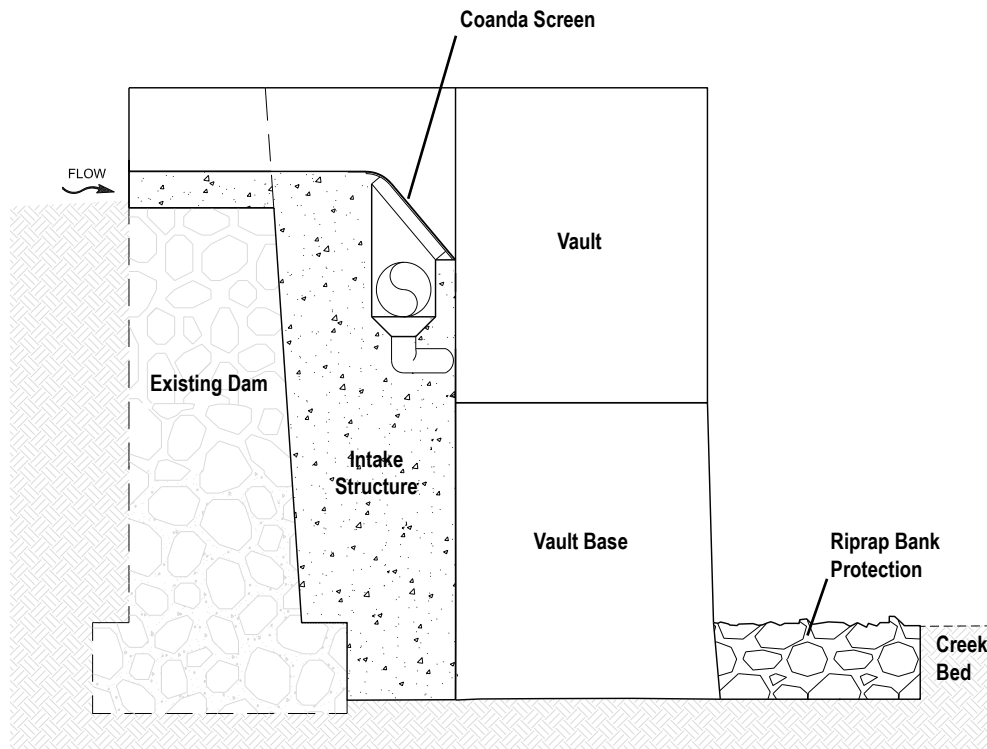 Coanda Screen
FLOW
Vault
Existing Dam
Intake
Structure
Vault Base
Riprap Bank
Protection
Creek
Bed